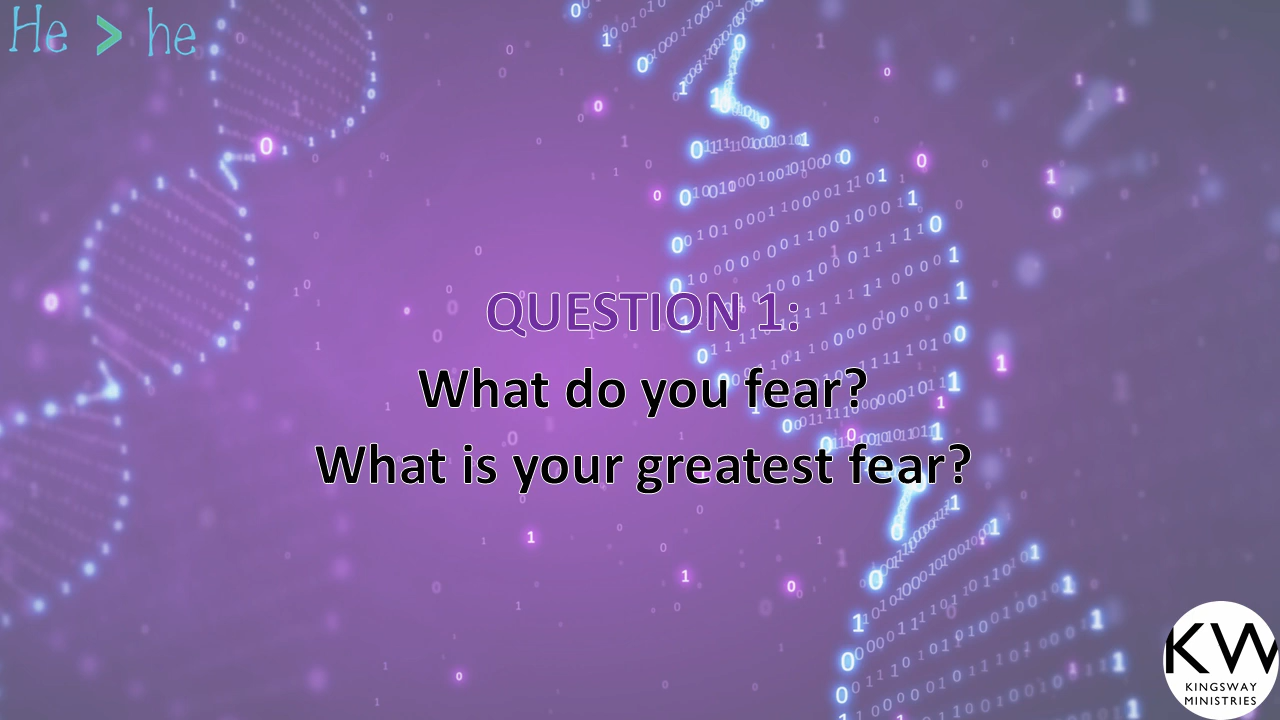 He > he
QUESTION 1:
What do you fear?
What is your greatest fear?
KW
KINGSWAY
MINISTRIES